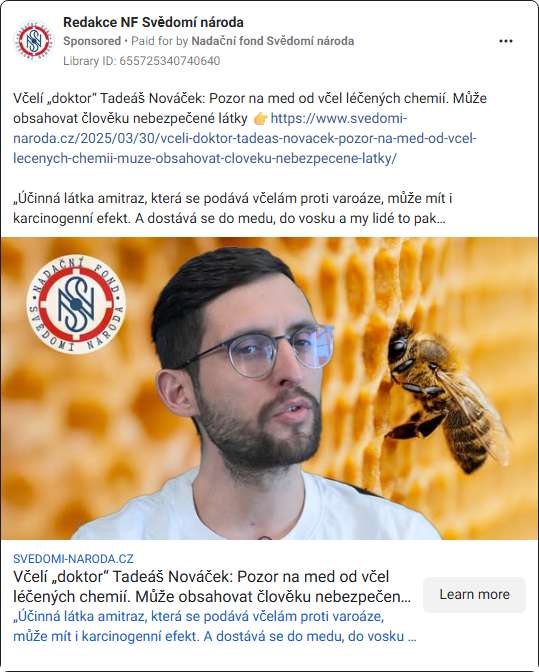 Redakce NF Svědomí národa
Sponsored • Paid for by Nadační fond Svědomí národa
Library ID: 655725340740640
Včelí „doktor“ Tadeáš Nováček: Pozor na med od včel léčených chemií. Může
obsahovat člověku nebezpečené látky 👉https://www.svedomi-
naroda.cz/2025/03/30/vceli-doktor-tadeas-novacek-pozor-na-med-od-vcel-
lecenych-chemii-muze-obsahovat-cloveku-nebezpecene-latky/
„Účinná látka amitraz, která se podává včelám proti varoáze, může mít i
karcinogenní efekt. A dostává se do medu, do vosku a my lidé to pak…
NADAČNÍ FOND
NS
SVĚDOMÍ NÁRODA
SVEDOMI-NARODA.CZ
Včelí „doktor“ Tadeáš Nováček: Pozor na med od včel
léčených chemií. Může obsahovat člověku nebezpečen…
Learn more
„Účinná látka amitraz, která se podává včelám proti varoáze,
může mít i karcinogenní efekt. A dostává se do medu, do vosku …